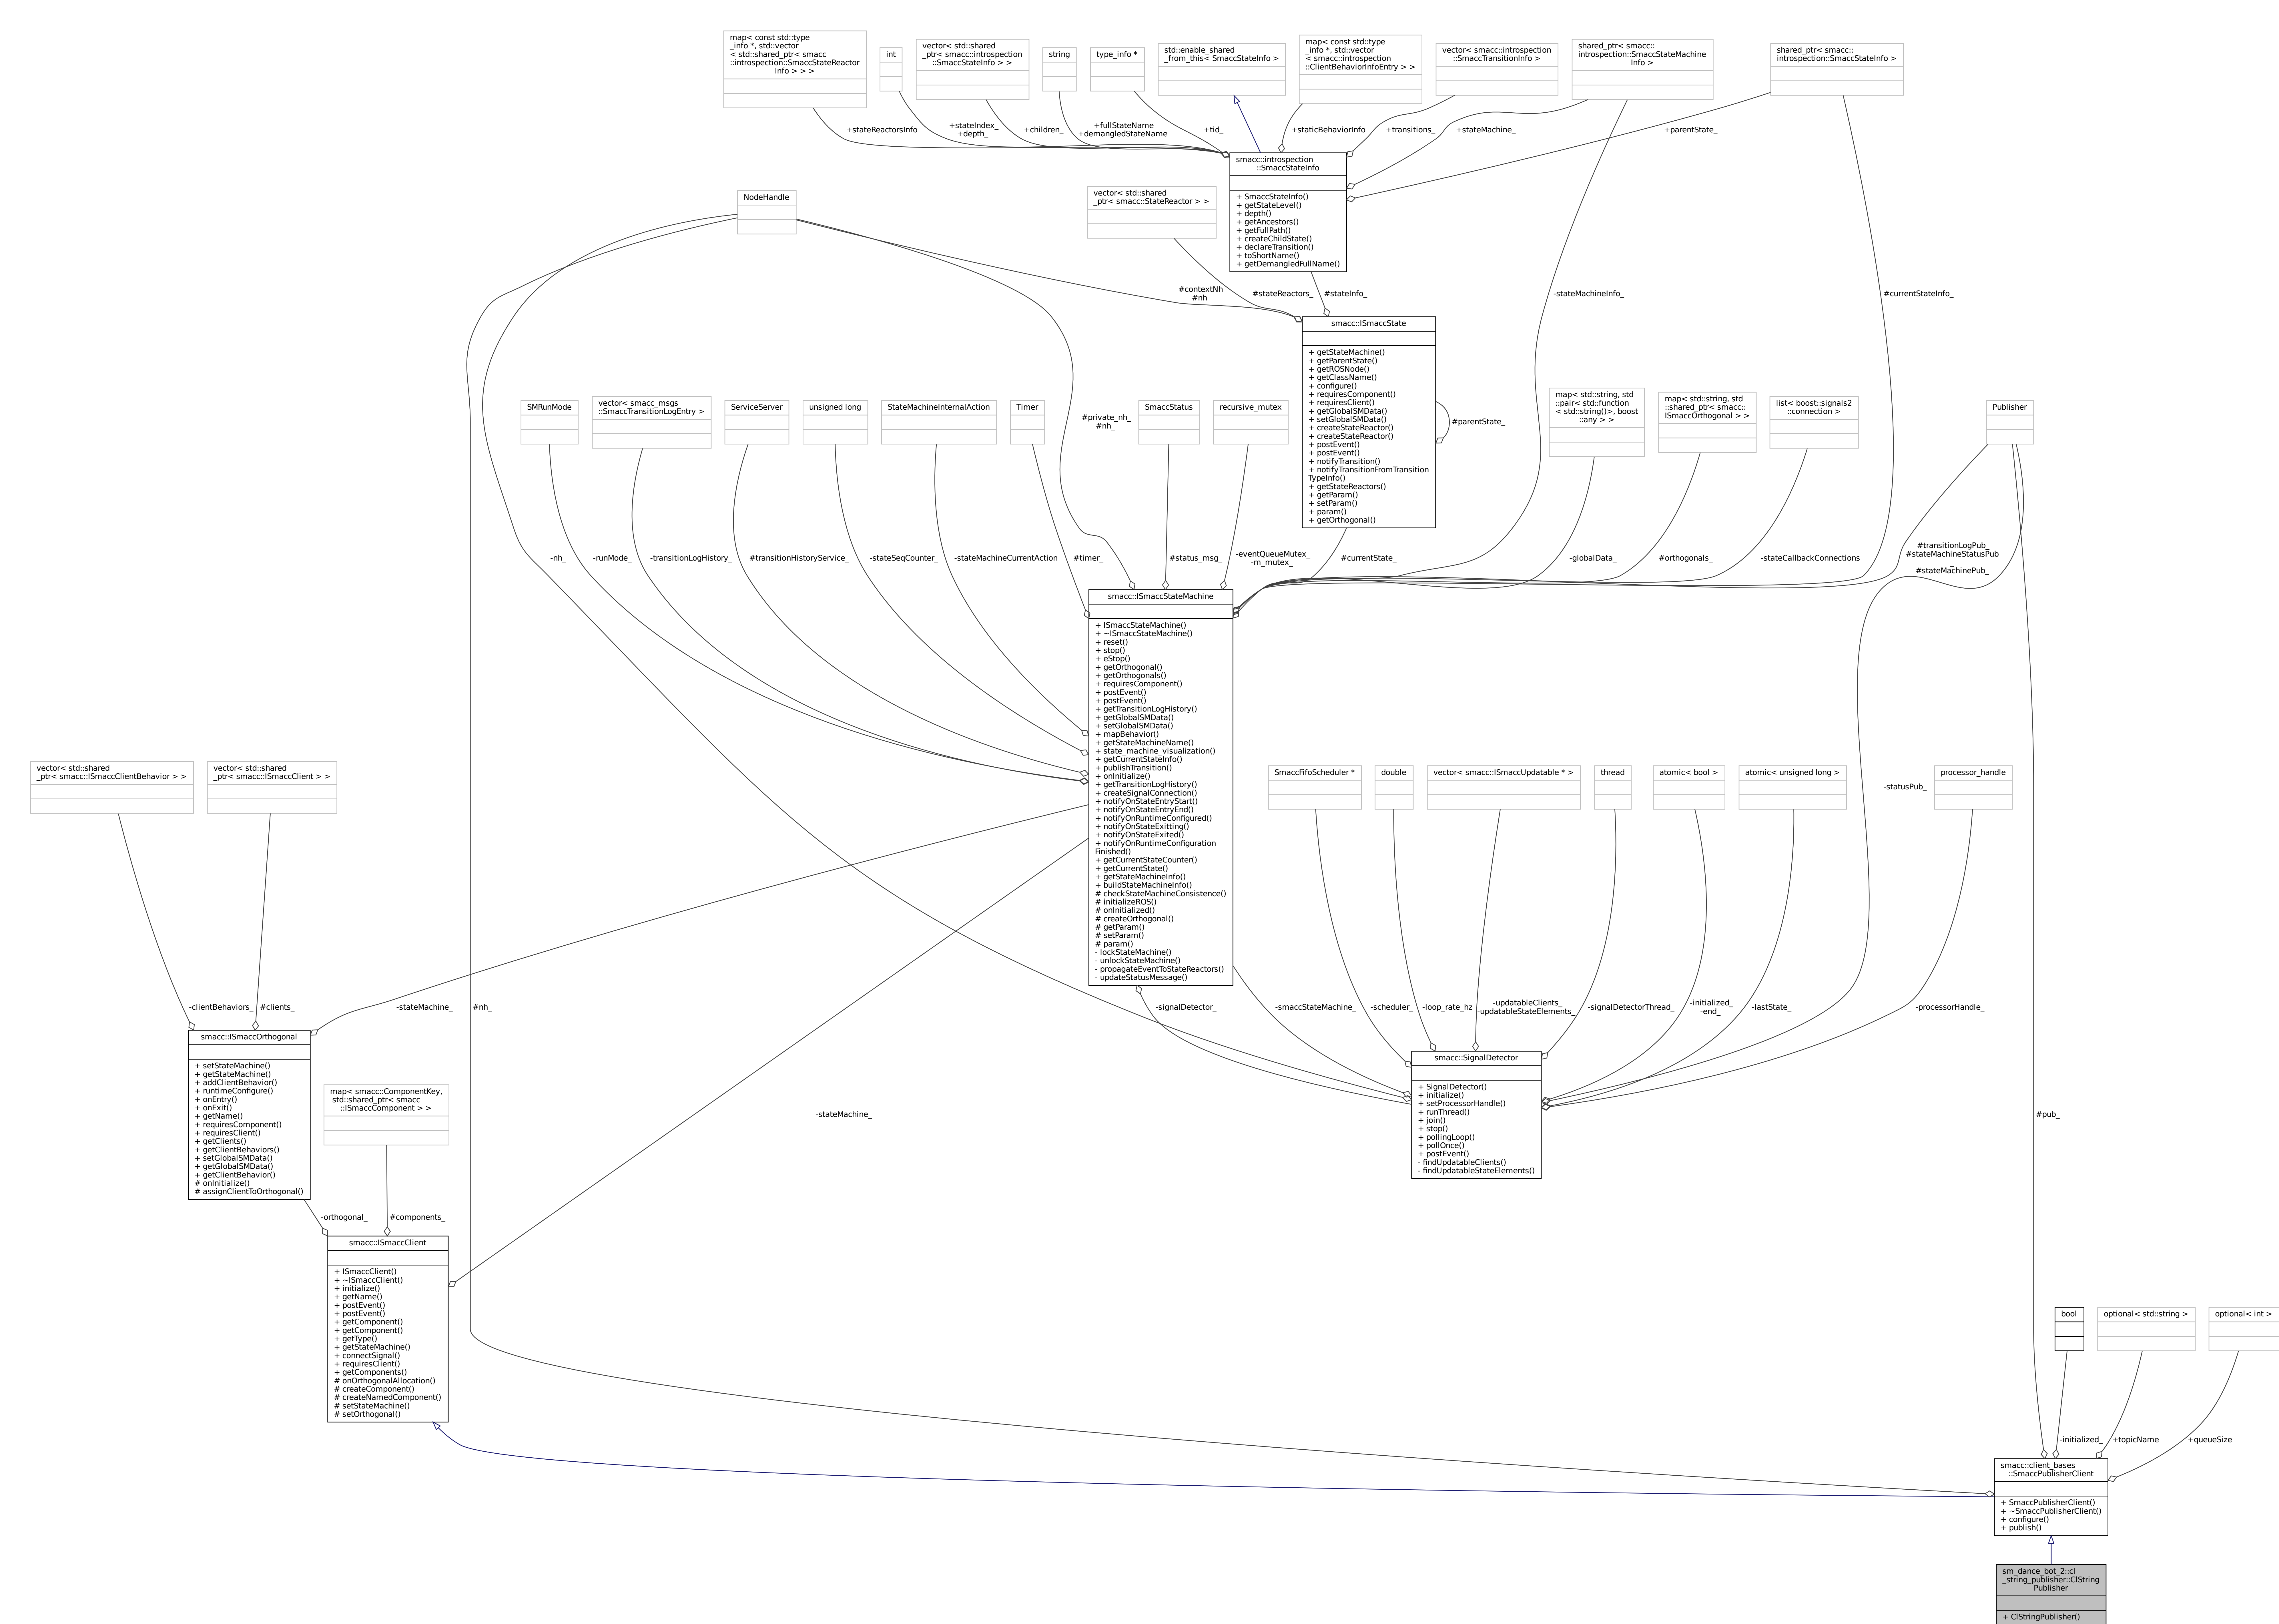 map< const std::type
_info *, std::vector
< std::shared_ptr< smacc
::introspection::SmaccStateReactor
Info > > >
int
vector< std::shared
_ptr< smacc::introspection
::SmaccStateInfo > >
string
type_info *
std::enable_shared
_from_this< SmaccStateInfo >
map< const std::type
_info *, std::vector
< smacc::introspection
::ClientBehaviorInfoEntry > >
vector< smacc::introspection
::SmaccTransitionInfo >
shared_ptr< smacc::
introspection::SmaccStateMachine
Info >
shared_ptr< smacc::
introspection::SmaccStateInfo >
+stateReactorsInfo
+stateIndex_
+depth_
+children_
+fullStateName
+demangledStateName
+tid_
+staticBehaviorInfo
+transitions_
+stateMachine_
+parentState_
smacc::introspection
::SmaccStateInfo
+ SmaccStateInfo()
+ getStateLevel()
+ depth()
+ getAncestors()
+ getFullPath()
+ createChildState()
+ declareTransition()
+ toShortName()
+ getDemangledFullName()
NodeHandle
vector< std::shared
_ptr< smacc::StateReactor > >
#contextNh
#nh
#stateReactors_
#stateInfo_
-stateMachineInfo_
#currentStateInfo_
smacc::ISmaccState
+ getStateMachine()
+ getParentState()
+ getROSNode()
+ getClassName()
+ configure()
+ requiresComponent()
+ requiresClient()
+ getGlobalSMData()
+ setGlobalSMData()
+ createStateReactor()
+ createStateReactor()
+ postEvent()
+ postEvent()
+ notifyTransition()
+ notifyTransitionFromTransition
TypeInfo()
+ getStateReactors()
+ getParam()
+ setParam()
+ param()
+ getOrthogonal()
#parentState_
SMRunMode
vector< smacc_msgs
::SmaccTransitionLogEntry >
ServiceServer
unsigned long
StateMachineInternalAction
Timer
#private_nh_
#nh_
SmaccStatus
recursive_mutex
map< std::string, std
::pair< std::function
< std::string()>, boost
::any > >
map< std::string, std
::shared_ptr< smacc::
ISmaccOrthogonal > >
list< boost::signals2
::connection >
Publisher
-nh_
-runMode_
-transitionLogHistory_
#transitionHistoryService_
-stateSeqCounter_
-stateMachineCurrentAction
#timer_
#status_msg_
-eventQueueMutex_
-m_mutex_
#currentState_
-globalData_
#orthogonals_
-stateCallbackConnections
#transitionLogPub_
#stateMachineStatusPub
_
#stateMachinePub_
smacc::ISmaccStateMachine
+ ISmaccStateMachine()
+ ~ISmaccStateMachine()
+ reset()
+ stop()
+ eStop()
+ getOrthogonal()
+ getOrthogonals()
+ requiresComponent()
+ postEvent()
+ postEvent()
+ getTransitionLogHistory()
+ getGlobalSMData()
+ setGlobalSMData()
+ mapBehavior()
+ getStateMachineName()
+ state_machine_visualization()
+ getCurrentStateInfo()
+ publishTransition()
+ onInitialize()
+ getTransitionLogHistory()
+ createSignalConnection()
+ notifyOnStateEntryStart()
+ notifyOnStateEntryEnd()
+ notifyOnRuntimeConfigured()
+ notifyOnStateExitting()
+ notifyOnStateExited()
+ notifyOnRuntimeConfiguration
Finished()
+ getCurrentStateCounter()
+ getCurrentState()
+ getStateMachineInfo()
+ buildStateMachineInfo()
# checkStateMachineConsistence()
# initializeROS()
# onInitialized()
# createOrthogonal()
# getParam()
# setParam()
# param()
- lockStateMachine()
- unlockStateMachine()
- propagateEventToStateReactors()
- updateStatusMessage()
vector< std::shared
_ptr< smacc::ISmaccClientBehavior > >
vector< std::shared
_ptr< smacc::ISmaccClient > >
SmaccFifoScheduler *
double
vector< smacc::ISmaccUpdatable * >
thread
atomic< bool >
atomic< unsigned long >
-statusPub_
processor_handle
-clientBehaviors_
#clients_
-stateMachine_
#nh_
-signalDetector_
-smaccStateMachine_
-scheduler_
-loop_rate_hz
-updatableClients_
-updatableStateElements_
-signalDetectorThread_
-initialized_
-end_
-lastState_
-processorHandle_
smacc::ISmaccOrthogonal
+ setStateMachine()
+ getStateMachine()
+ addClientBehavior()
+ runtimeConfigure()
+ onEntry()
+ onExit()
+ getName()
+ requiresComponent()
+ requiresClient()
+ getClients()
+ getClientBehaviors()
+ setGlobalSMData()
+ getGlobalSMData()
+ getClientBehavior()
# onInitialize()
# assignClientToOrthogonal()
smacc::SignalDetector
+ SignalDetector()
+ initialize()
+ setProcessorHandle()
+ runThread()
+ join()
+ stop()
+ pollingLoop()
+ pollOnce()
+ postEvent()
- findUpdatableClients()
- findUpdatableStateElements()
map< smacc::ComponentKey,
std::shared_ptr< smacc
::ISmaccComponent > >
-stateMachine_
#pub_
-orthogonal_
#components_
smacc::ISmaccClient
+ ISmaccClient()
+ ~ISmaccClient()
+ initialize()
+ getName()
+ postEvent()
+ postEvent()
+ getComponent()
+ getComponent()
+ getType()
+ getStateMachine()
+ connectSignal()
+ requiresClient()
+ getComponents()
# onOrthogonalAllocation()
# createComponent()
# createNamedComponent()
# setStateMachine()
# setOrthogonal()
bool
optional< std::string >
optional< int >
-initialized_
+topicName
+queueSize
smacc::client_bases
::SmaccPublisherClient
+ SmaccPublisherClient()
+ ~SmaccPublisherClient()
+ configure()
+ publish()
sm_dance_bot_2::cl
_string_publisher::ClString
Publisher
+ ClStringPublisher()